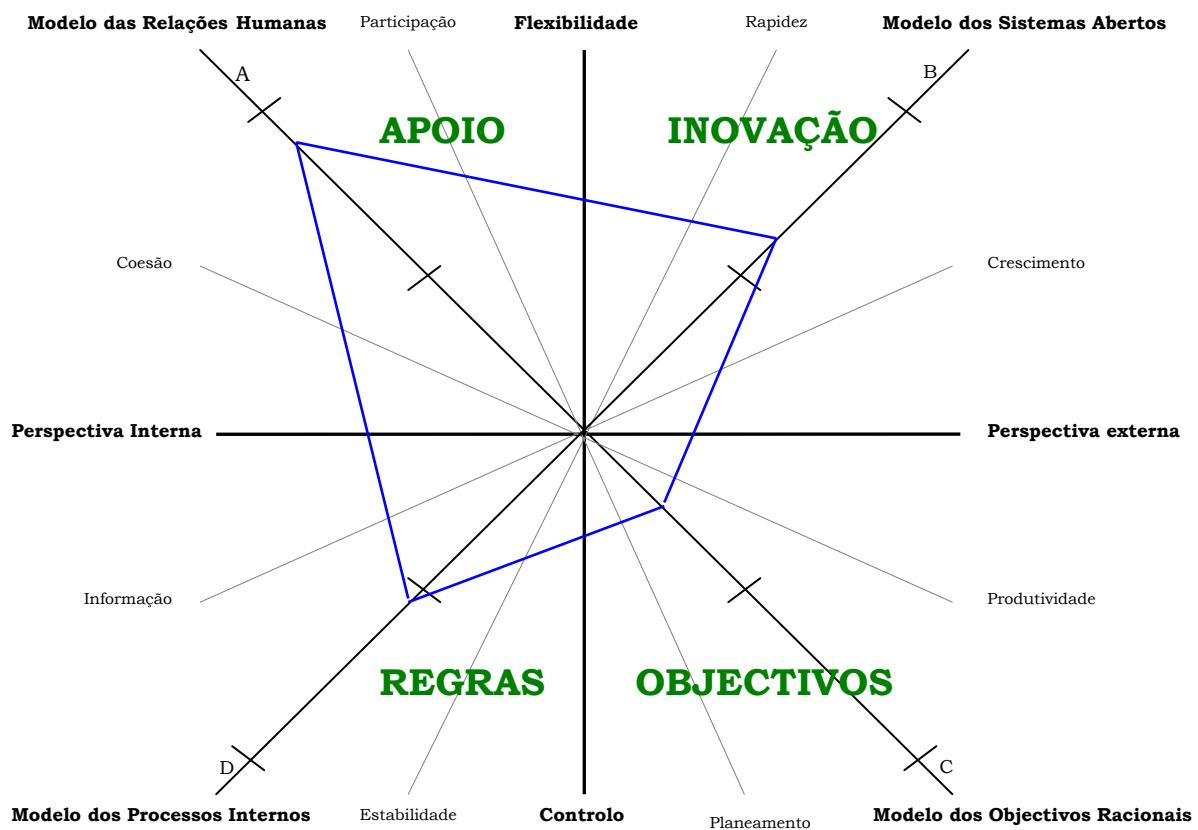 Modelo das Relações Humanas
Participação
Flexibilidade
Rapidez
Modelo dos Sistemas Abertos
A
B
APOIO
INOVAÇÃO
Coesão
Crescimento
Perspectiva Interna
Perspectiva externa
Informação
Produtividade
REGRAS
OBJECTIVOS
D
C
Modelo dos Processos Internos
Estabilidade
Controlo
Planeamento
Modelo dos Objectivos Racionais